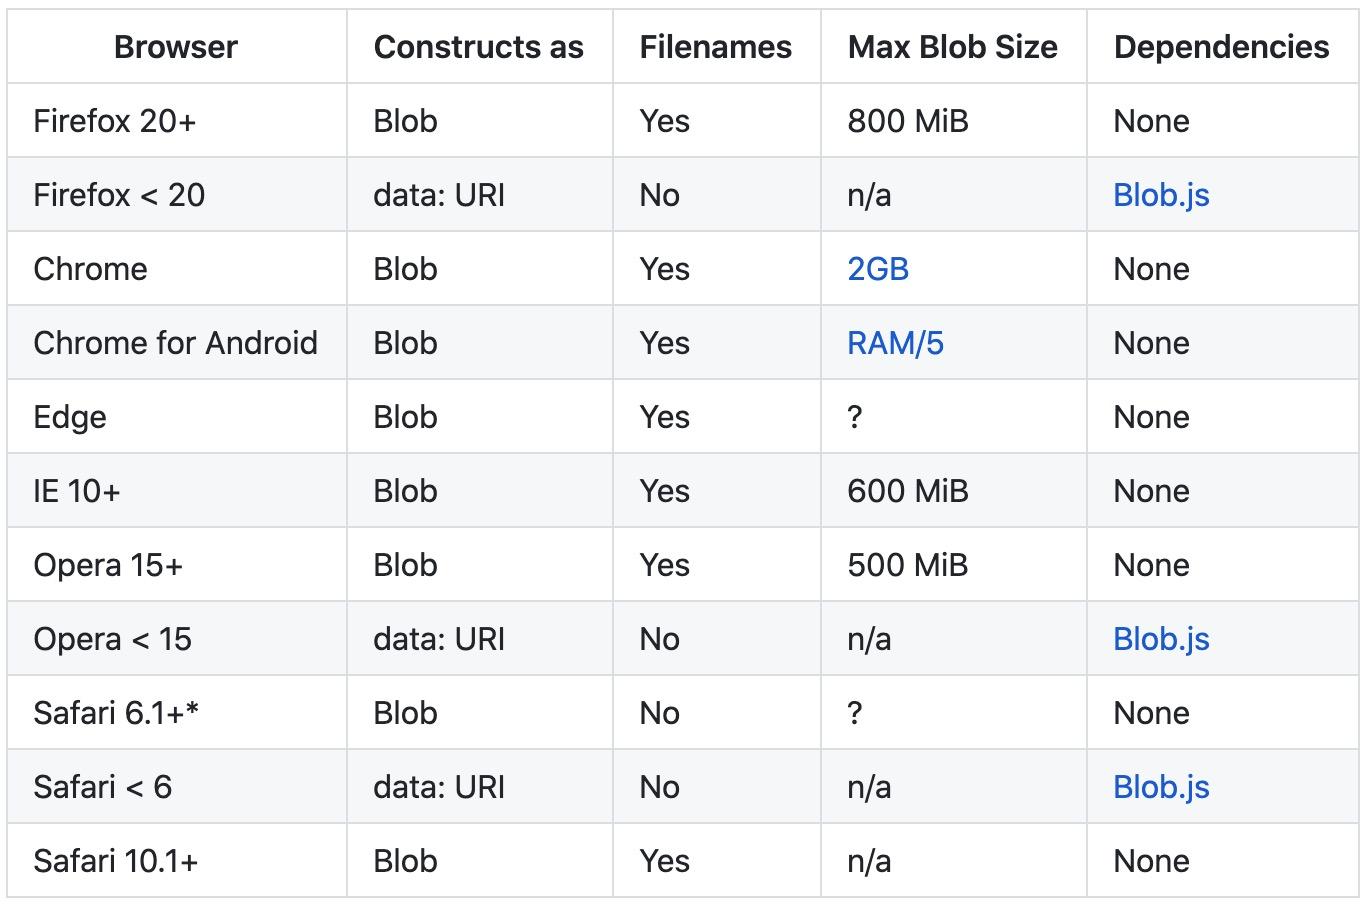 Browser Constructs as Filenames Max Blob Size Dependencies
Firefox 20+ Blob Yes 800 MiB None
Firefox < 20 data: URI No n/a Blob.js
Chrome Blob Yes 2GB None
Chrome for Android Blob Yes RAM/5 None
Edge Blob Yes ? None
IE 10+ Blob Yes 600 MiB None
Opera 15+ Blob Yes 500 MiB None
Opera < 15 data: URI No n/a Blob.js
Safari 6.1+* Blob No ? None
Safari < 6 data: URI No n/a Blob.js
Safari 10.1+ Blob Yes n/a None